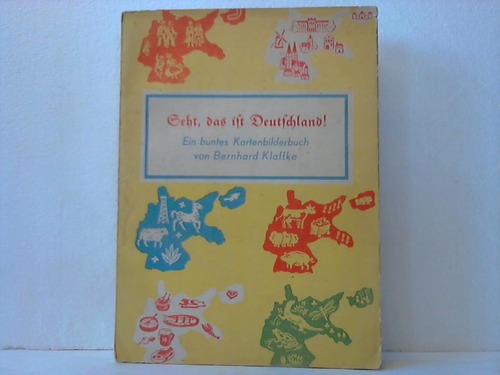 Seht, das ist Deutschland!
Ein buntes Kartenbilderbuch
von Bernhard Klaffke